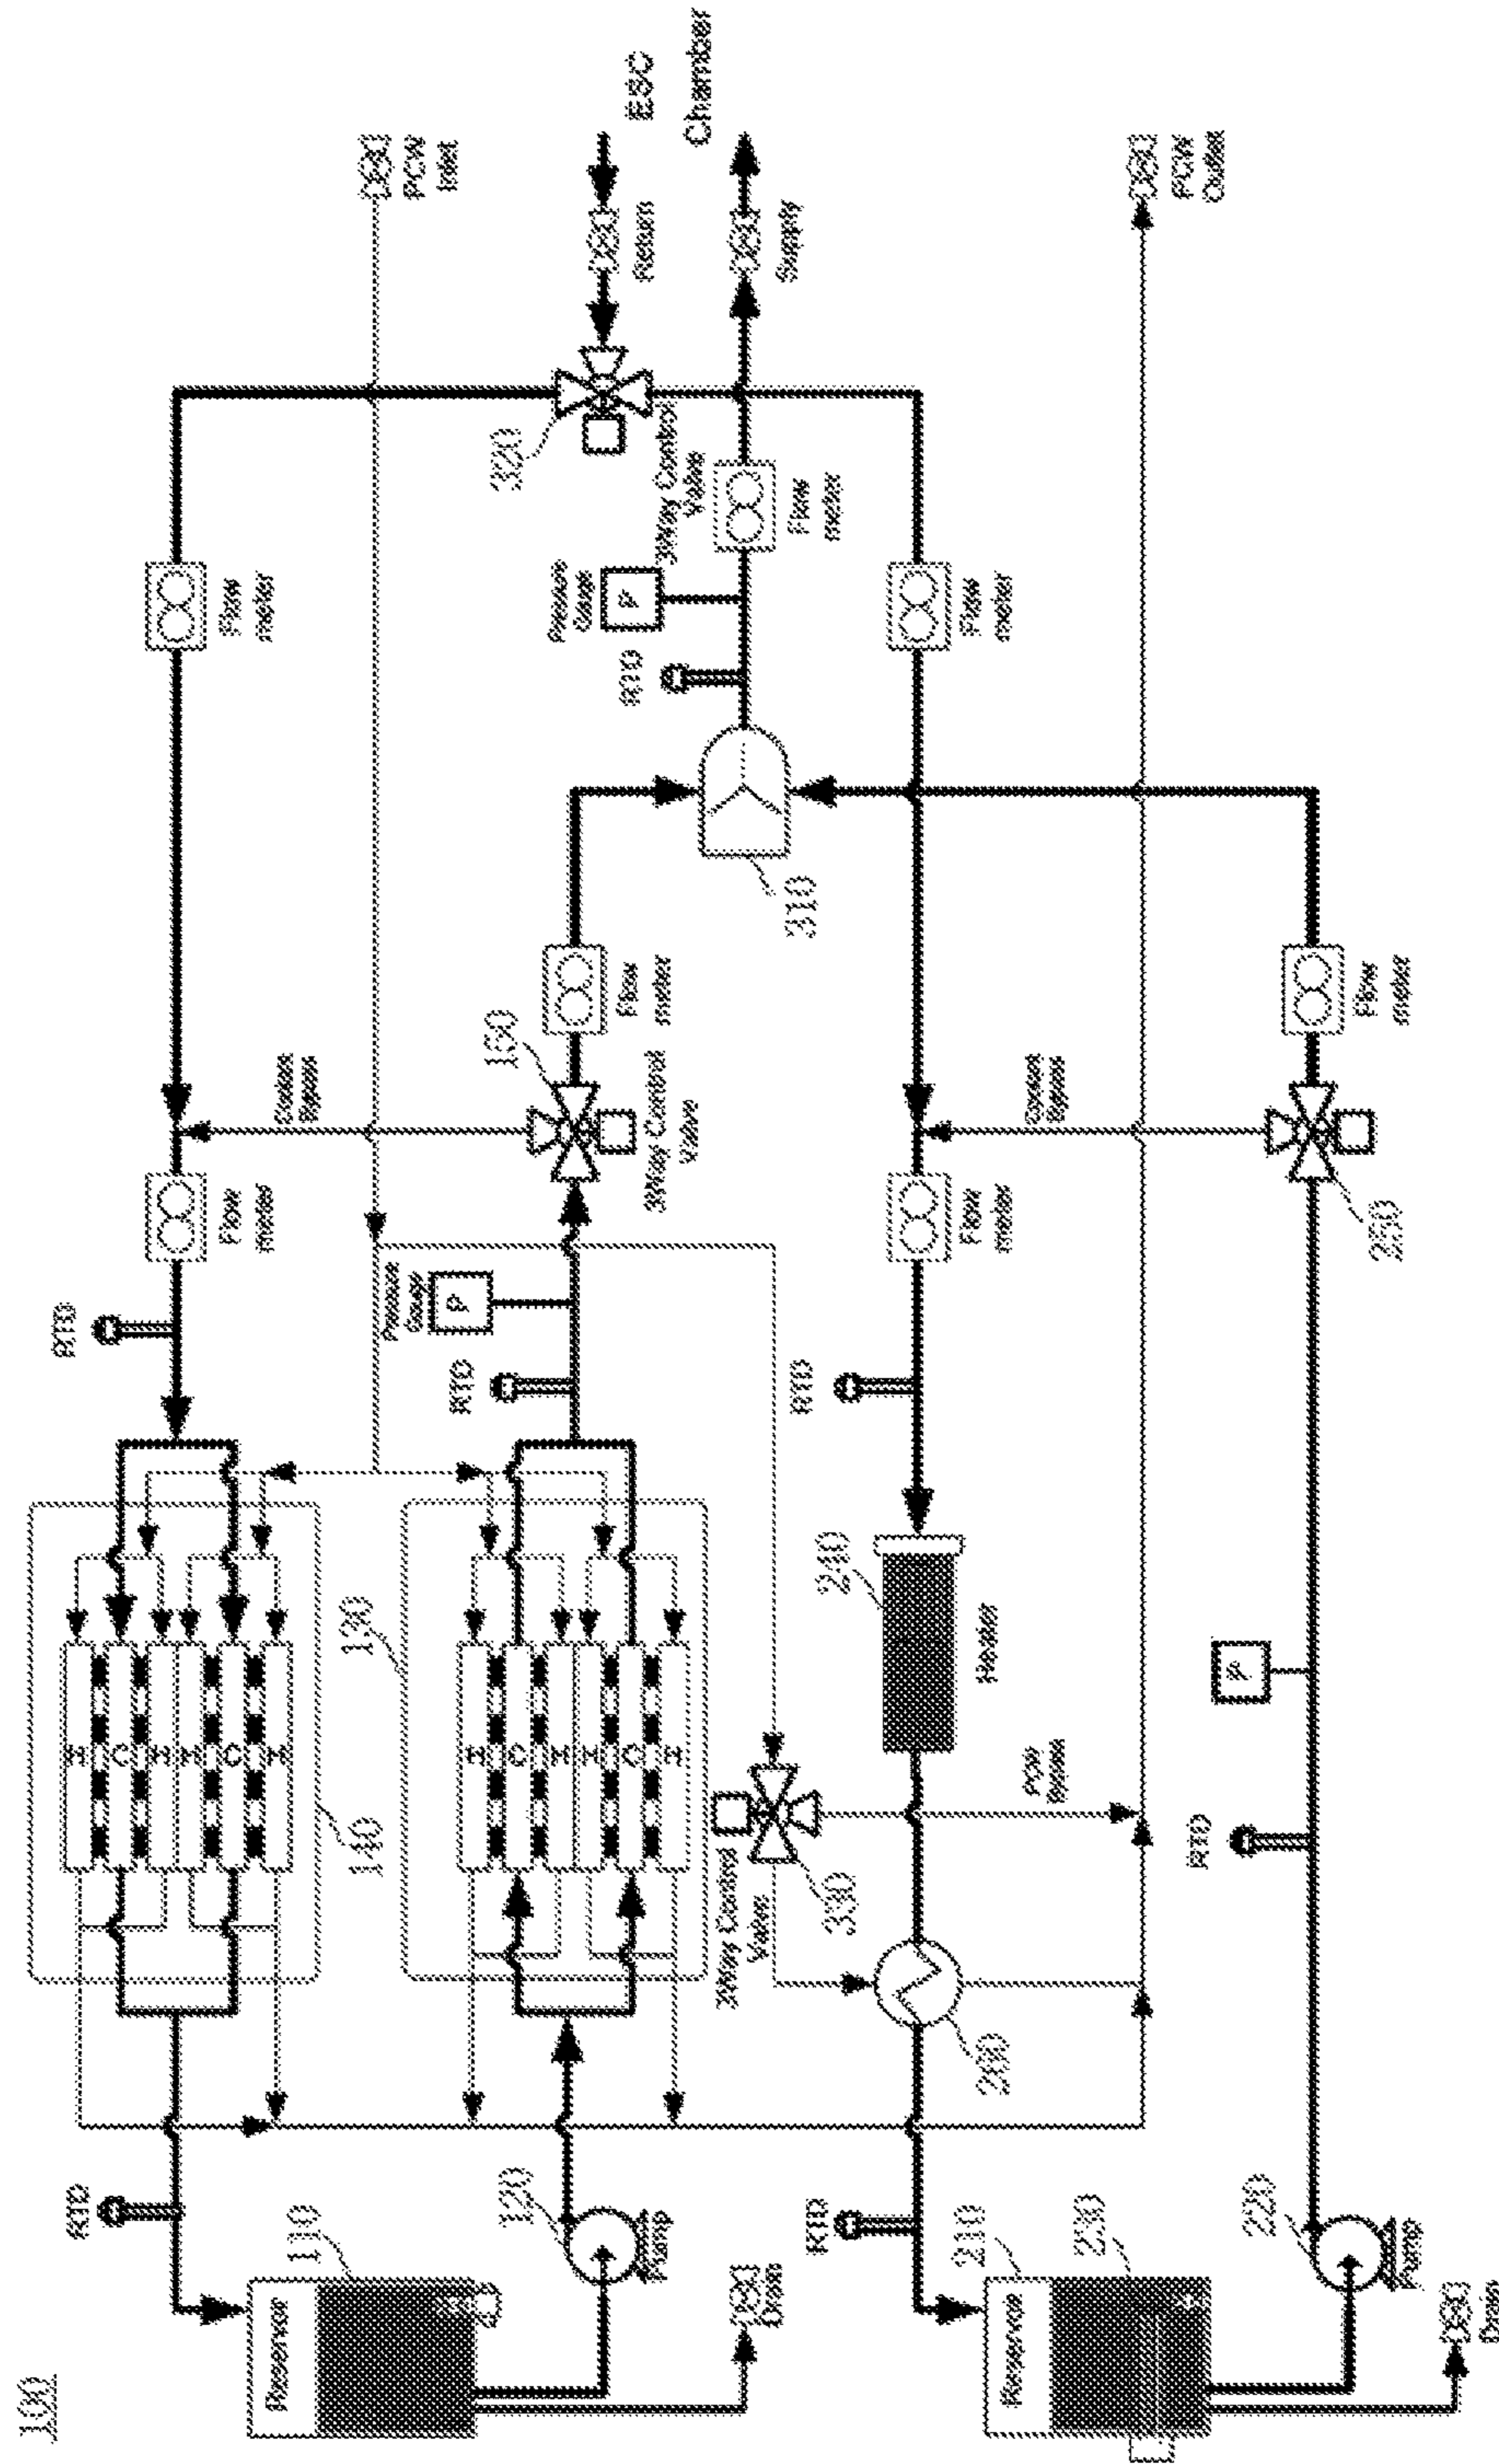 100
RTD
RTD
140
Flow
meter
Flow
meter
Reservoir
110
H
C
H
H
C
H
Coolant
Bypass
130
RTD
Pressure
Gauge
PCW
Inlet
120
Pump
H
C
H
H
C
H
150
3Way Control
Valve
Flow
meter
320
Pressure
Gauge
P
P
RTD
3Way Control
Valve
Return
ESC
Chamber
Drain
3Way Control
Valve
330
310
Flow
meter
Supply
RTD
RTD
240
260
Heater
Flow
meter
Flow
meter
210
Reservoir
230
PCW
Bypass
Coolant
Bypass
PCW
Outlet
220
Pump
RTD
P
250
Flow
meter
Drain